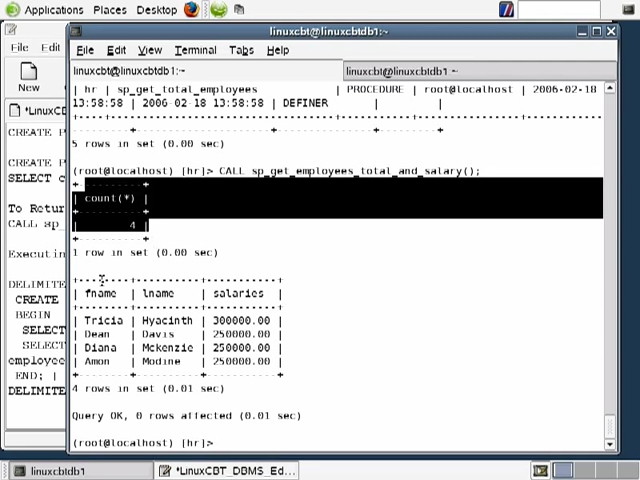 Applications Places Desktop
linuxcbt@linuxcbtdb1:~
File Edit
File Edit View Terminal Tabs Help
linuxcbt@linuxcbtdb1:~
linuxcbt@linuxcbtdb1 ~
New
*LinuxCB
| hr | sp_get_total_employees | PROCEDURE | root@localhost | 2006-02-18
13:58:58 | 2006-02-18 13:58:58 | DEFINER | |
5 rows in set (0.00 sec)
(root@localhost) [hr]> CALL sp_get_employees_total_and_salary();
| count(*) |
| 4 |
1 row in set (0.00 sec)
| fname | lname | salaries |
| Tricia | Hyacinth | 300000.00 |
| Dean | Davis | 250000.00 |
| Diana | Mckenzie | 250000.00 |
| Amon | Modine | 250000.00 |
4 rows in set (0.01 sec)
Query OK, 0 rows affected (0.01 sec)
(root@localhost) [hr]>
CREATE P
CREATE P
SELECT c
To Retur
CALL sp_
Executin
DELIMITE
CREATE
BEGIN
SELECT
SELECT
employee
END; |
DELIMITE
linuxcbtdb1
*LinuxCBT_DBMS_Ed...